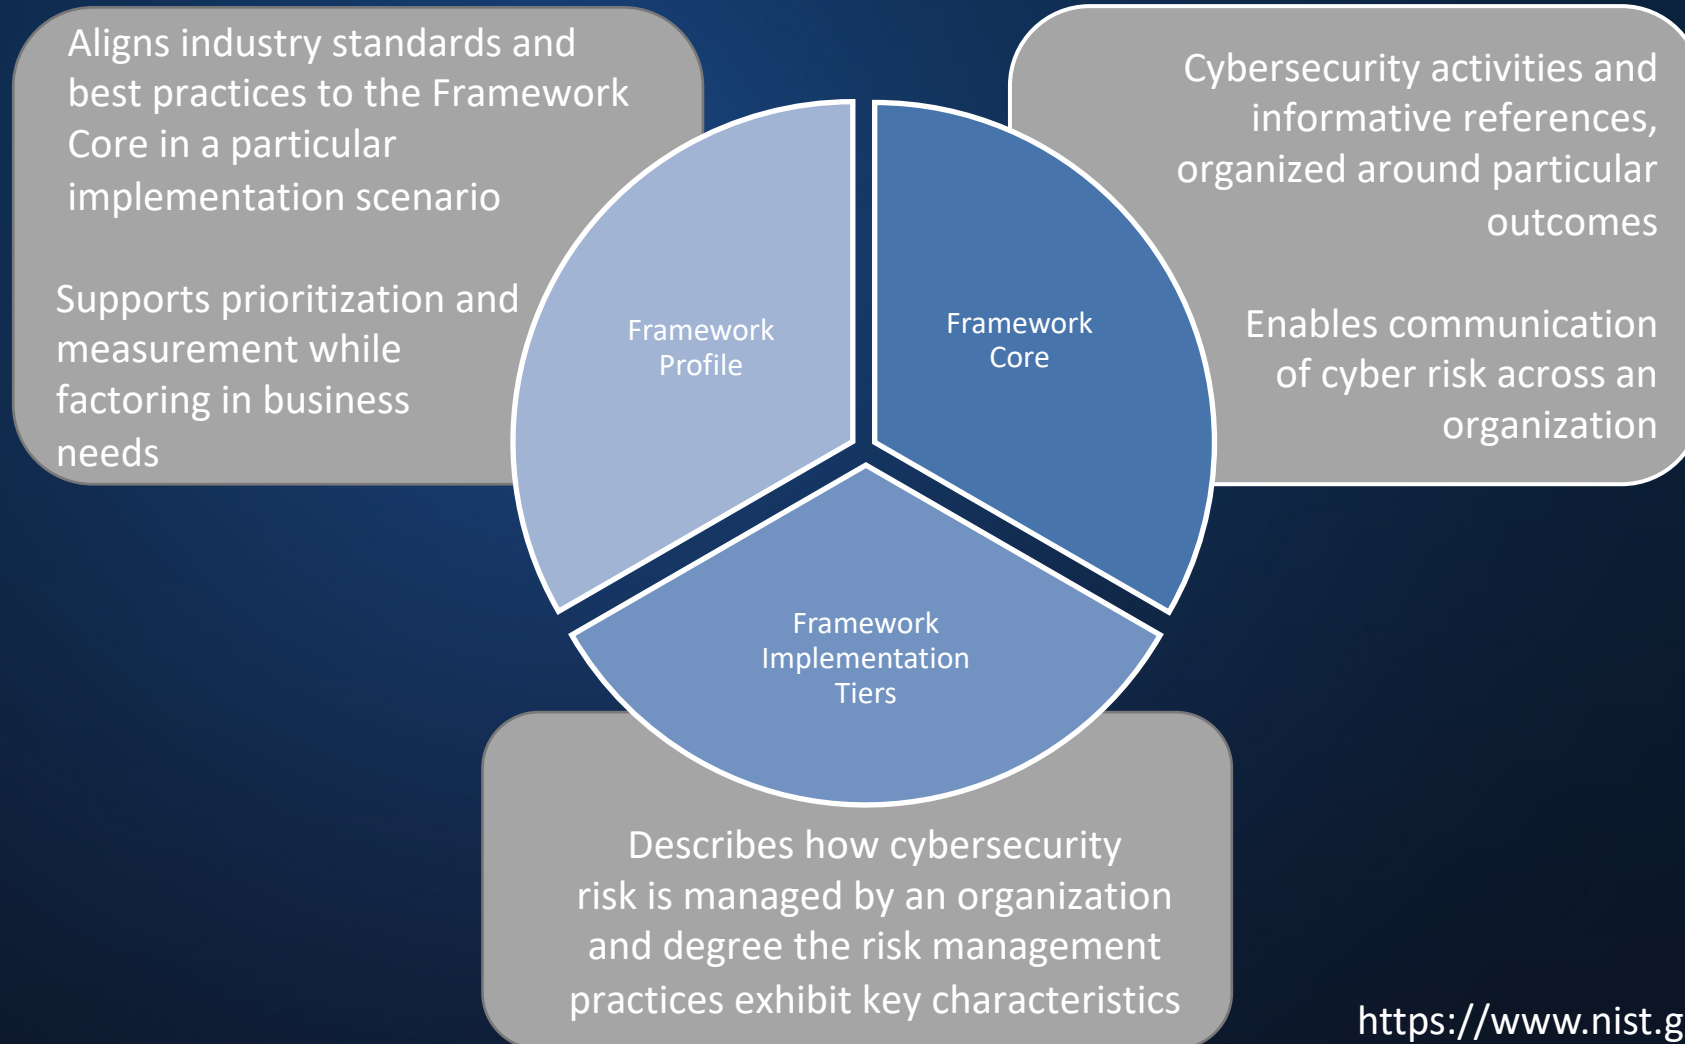 Aligns industry standards and
best practices to the Framework
Core in a particular
implementation scenario
Supports prioritization and
measurement while
factoring in business
needs
Framework
Profile
Framework
Core
Cybersecurity activities and
informative references,
organized around particular
outcomes
Enables communication
of cyber risk across an
organization
Framework
Implementation
Tiers
Describes how cybersecurity
risk is managed by an organization
and degree the risk management
practices exhibit key characteristics
https://www.nist.g